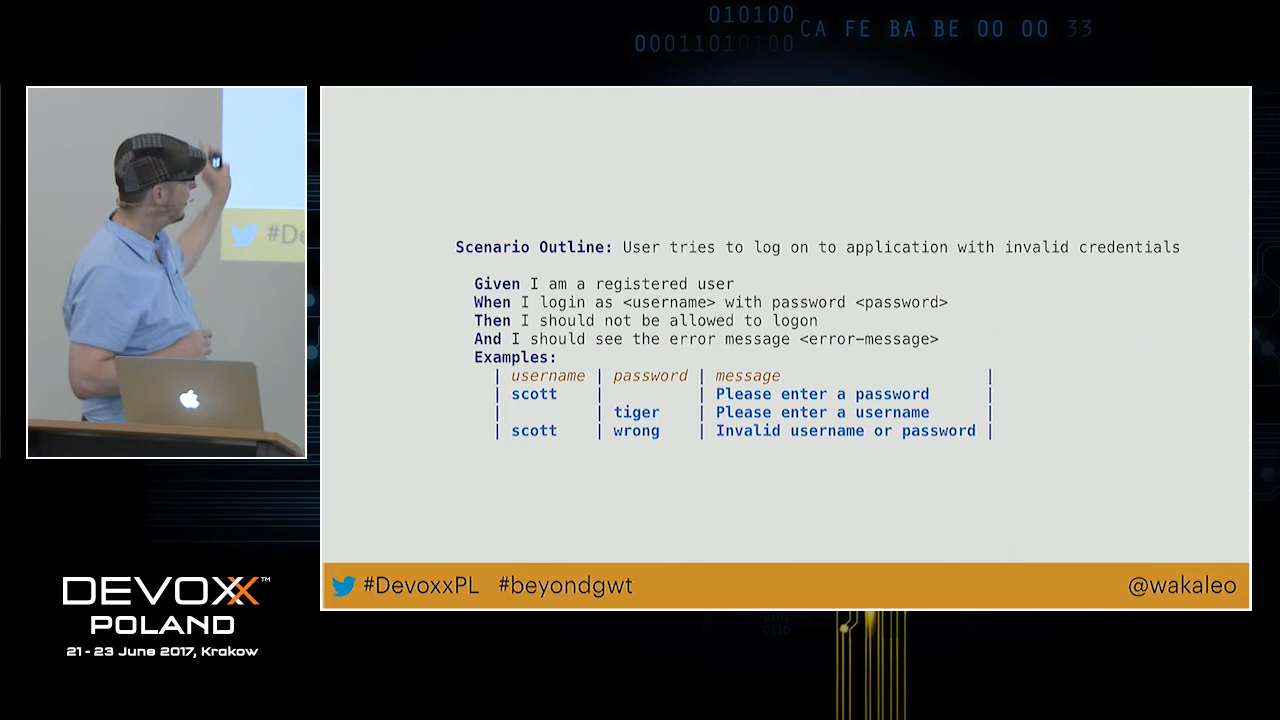 010100
00011010100
CA FE BA BE 00 00 33
#De
Scenario Outline: User tries to log on to application with invalid credentials
Given I am a registered user
When I login as <username> with password <password>
Then I should not be allowed to logon
And I should see the error message <error-message>
Examples:
| username | password | message |
| scott | | Please enter a password |
| | tiger | Please enter a username |
| scott | wrong | Invalid username or password |
#DevoxxPL #beyondgwt
@wakaleo
DEVOXX™
POLAND
21 - 23 June 2017, Krakow